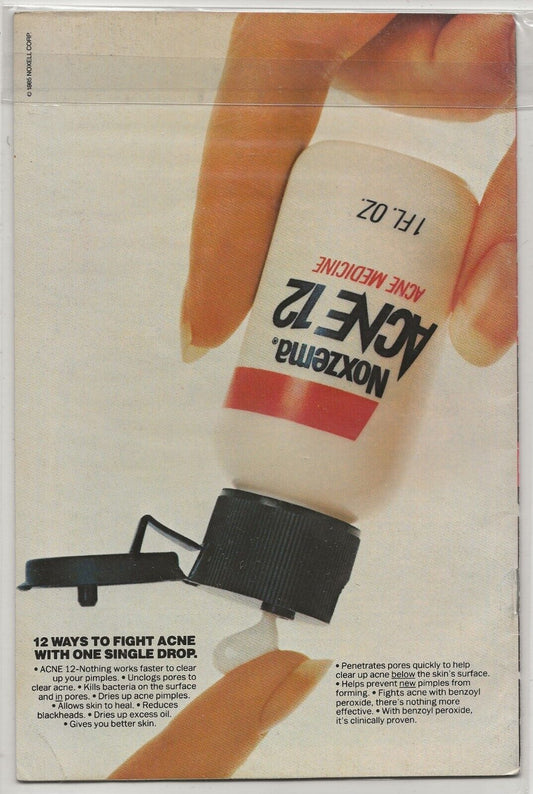 © 1985 NOXELL CORP.
1 FL. OZ.
ACNE MEDICINE
Noxzema®
ACNE 12
12 WAYS TO FIGHT ACNE
WITH ONE SINGLE DROP.
• ACNE 12–Nothing works faster to clear
up your pimples. • Unclogs pores to
clear acne. • Kills bacteria on the surface
and in pores. • Dries up acne pimples.
• Allows skin to heal. • Reduces
blackheads. • Dries up excess oil.
• Gives you better skin.
• Penetrates pores quickly to help
clear up acne below the skin's surface.
• Helps prevent new pimples from
forming. • Fights acne with benzoyl
peroxide, there's nothing more
effective. • With benzoyl peroxide,
it's clinically proven.